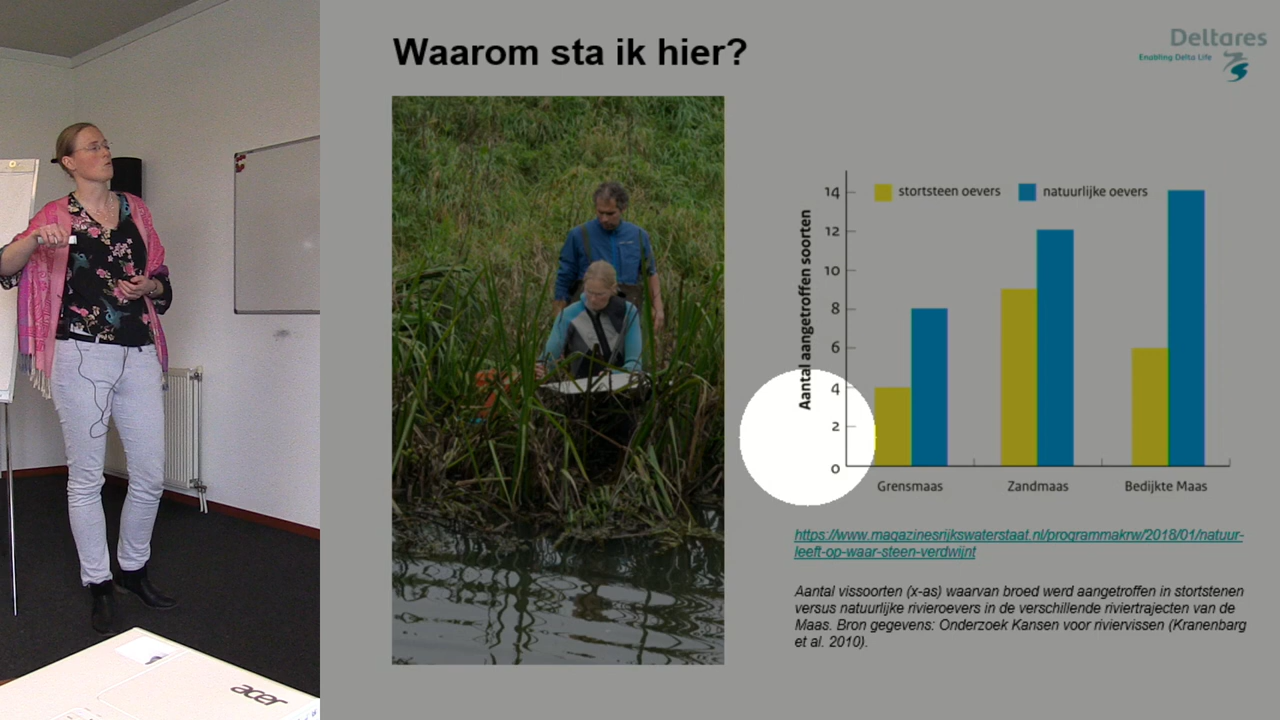 Waarom sta ik hier?
Deltares
Enabling Delta Life
stortsteen oevers
natuurlijke oevers
Aantal aangetroffen soorten
14
12
10
8
6
4
2
0
Grensmaas
Zandmaas
Bedijkte Maas
https://www.magazinesrijkswaterstaat.nl/programmakrw/2018/01/natuur-
leeft-op-waar-steen-verdwijnt
Aantal vissoorten (x-as) waarvan broed werd aangetroffen in stortstenen
versus natuurlijke rivieroevers in de verschillende riviertrajecten van de
Maas. Bron gegevens: Onderzoek Kansen voor riviervissen (Kranenbarg
et al. 2010).
acer